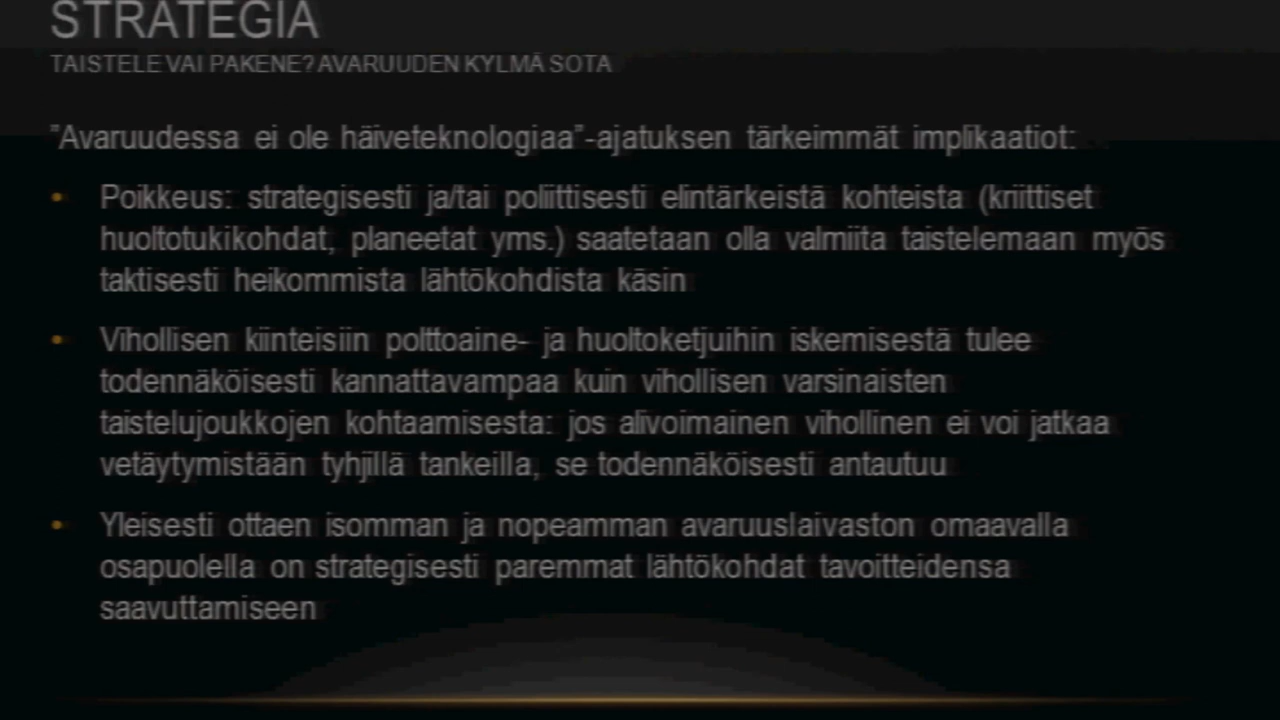 STRATEGIA
TAISTELE VAI PAKENE? AVARUUDEN KYLMÄ SOTA
"Avaruudessa ei ole häiveteknologiaa"-ajatuksen tärkeimmät implikaatiot:
• Poikkeus: strategisesti ja/tai poliittisesti elintärkeistä kohteista (kriittiset
huoltotukikohdat, planeetat yms.) saatetaan olla valmiita taistelemaan myös
taktisesti heikommista lähtökohdista käsin
• Vihollisen kiinteisiin polttoaine- ja huoltoketjuihin iskemisestä tulee
todennäköisesti kannattavampaa kuin vihollisen varsinaisten
taistelujoukkojen kohtaamisesta: jos alivoimainen vihollinen ei voi jatkaa
vetäytymistään tyhjillä tankeilla, se todennäköisesti antautuu
• Yleisesti ottaen isomman ja nopeamman avaruuslaivaston omaavalla
osapuolella on strategisesti paremmat lähtökohdat tavoitteidensa
saavuttamiseen